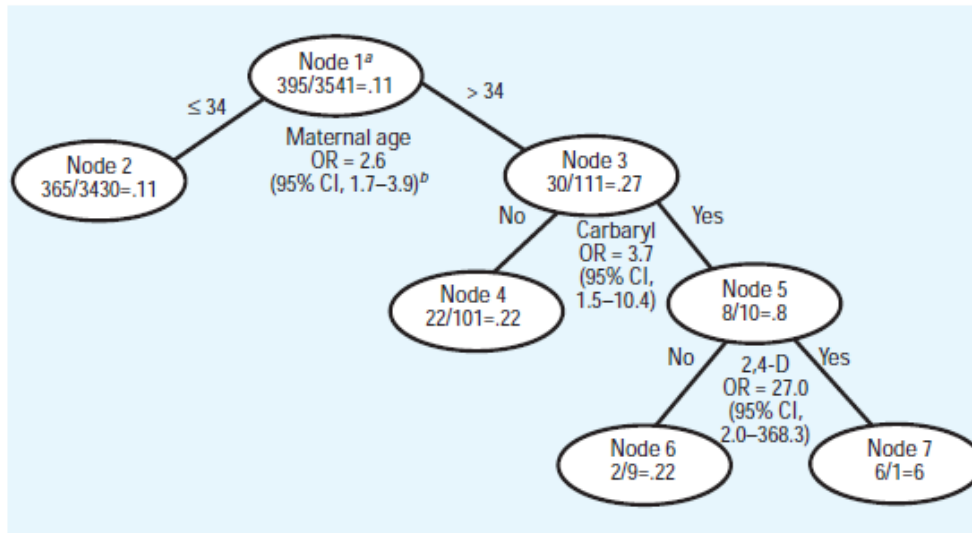 Node 1a
395/3541=.11
≤ 34
> 34
Maternal age
OR = 2.6
(95% CI, 1.7–3.9)b
Node 2
365/3430=.11
Node 3
30/111=.27
No
Yes
Carbaryl
OR = 3.7
(95% CI,
1.5–10.4)
Node 4
22/101=.22
Node 5
8/10=.8
No
Yes
2,4-D
OR = 27.0
(95% CI,
2.0–368.3)
Node 6
2/9=.22
Node 7
6/1=6